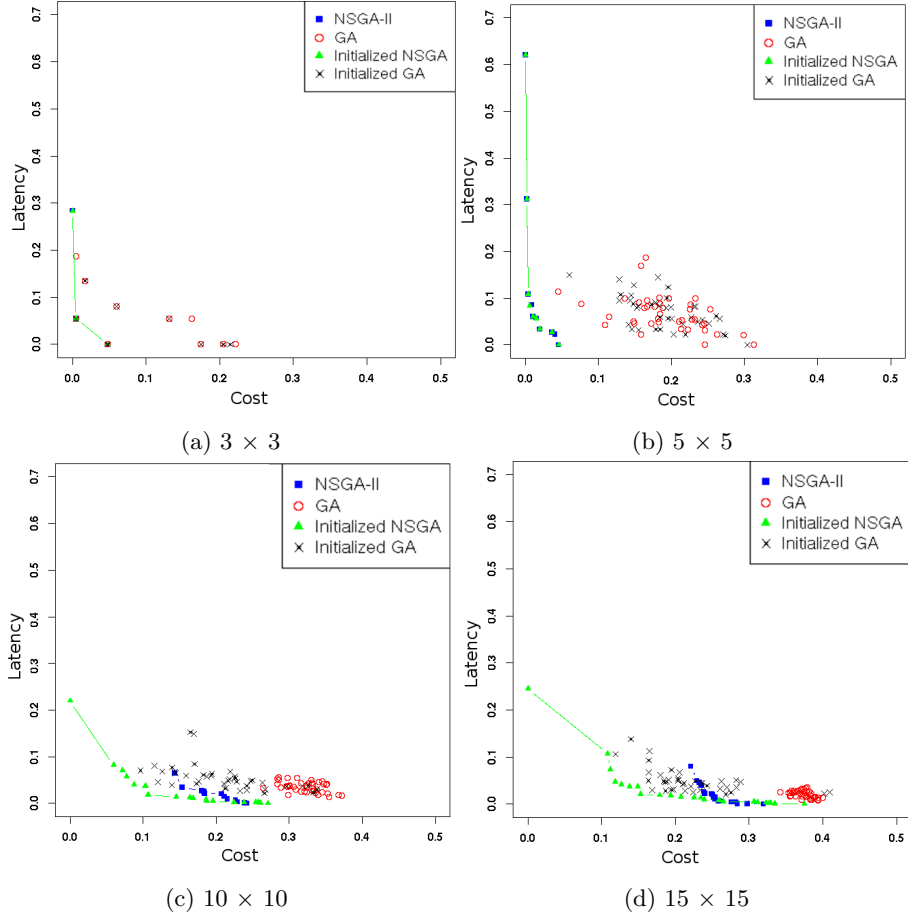 NSGA-II
GA
Initialized NSGA
Initialized GA
0.7
0.6
0.5
0.4
0.3
0.2
0.1
0.0
Latency
0.0 0.1 0.2 0.3 0.4 0.5
Cost
(a) 3 × 3
NSGA-II
GA
Initialized NSGA
Initialized GA
0.7
0.6
0.5
0.4
0.3
0.2
0.1
0.0
Latency
0.0 0.1 0.2 0.3 0.4 0.5
Cost
(b) 5 × 5
NSGA-II
GA
Initialized NSGA
Initialized GA
0.7
0.6
0.5
0.4
0.3
0.2
0.1
0.0
Latency
0.0 0.1 0.2 0.3 0.4 0.5
Cost
(c) 10 × 10
NSGA-II
GA
Initialized NSGA
Initialized GA
0.7
0.6
0.5
0.4
0.3
0.2
0.1
0.0
Latency
0.0 0.1 0.2 0.3 0.4 0.5
Cost
(d) 15 × 15